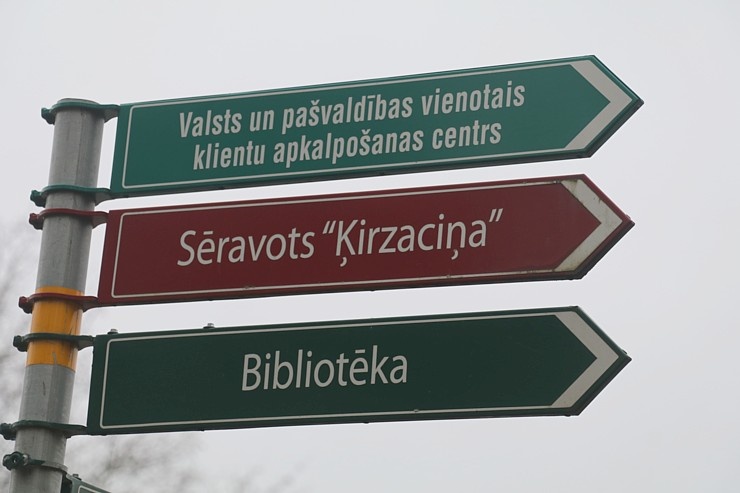 Valsts un pašvaldības vienotais
klientu apkalpošanas centrs
Sēravots “Ķirzaciņa”
Bibliotēka